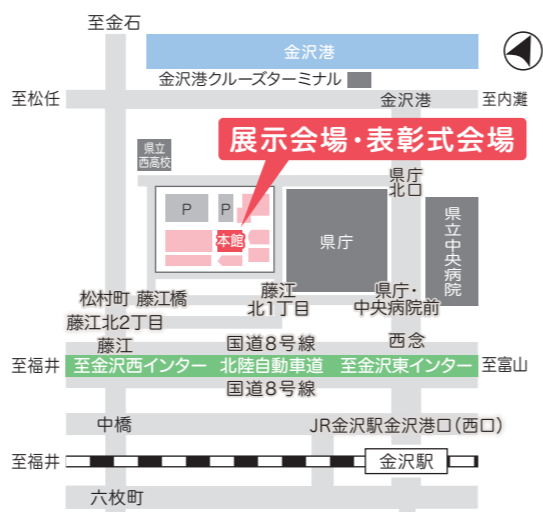 至金石
金沢港
金沢港クルーズターミナル
至松任
金沢港
至内灘
展示会場・表彰式会場
県立
西高校
県庁
北口
P
P
本館
県庁
県立中央病院
松村町
藤江橋
藤江
北1丁目
県庁・
中央病院前
藤江北2丁目
藤江
国道8号線
西念
至福井
至金沢西インター
北陸自動車道
至金沢東インター
至富山
国道8号線
中橋
JR金沢駅金沢港口(西口)
至福井
金沢駅
六枚町